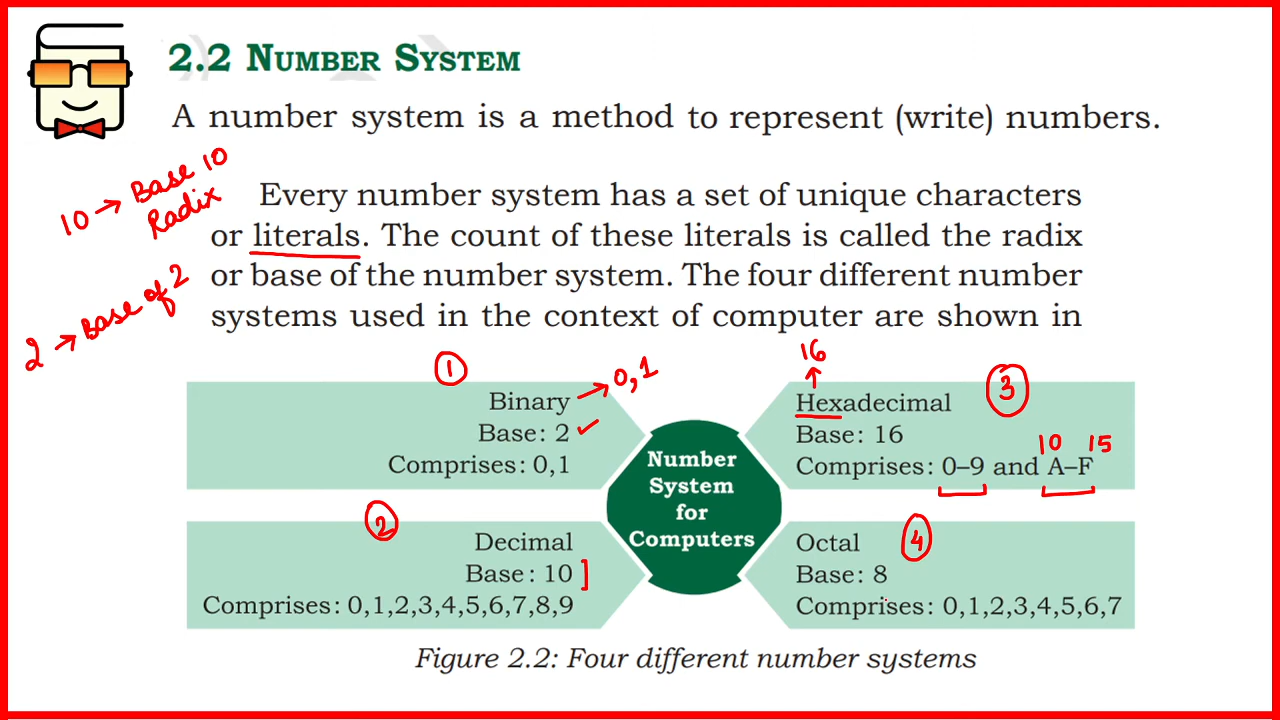 2.2 NUMBER SYSTEM
A number system is a method to represent (write) numbers.
10 → Base 10
Radix
Every number system has a set of unique characters
or literals. The count of these literals is called the radix
or base of the number system. The four different number
systems used in the context of computer are shown in
2 → Base of 2
1
Binary → 0,1
Base: 2 ✓
Comprises: 0,1
16
3
Hexadecimal
Base: 16
10 15
Comprises: 0–9 and A–F
Number
System
for
Computers
2
Decimal
Base: 10
Comprises: 0,1,2,3,4,5,6,7,8,9
4
Octal
Base: 8
Comprises: 0,1,2,3,4,5,6,7
Figure 2.2: Four different number systems